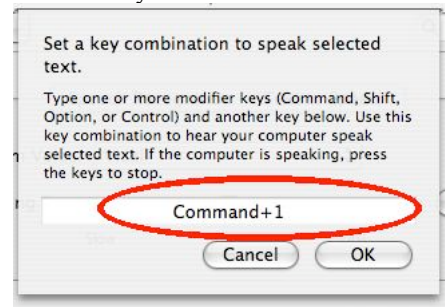 Set a key combination to speak selected
text.
Type one or more modifier keys (Command, Shift,
Option, or Control) and another key below. Use this
key combination to hear your computer speak
selected text. If the computer is speaking, press
the keys to stop.
Command+1
Cancel OK